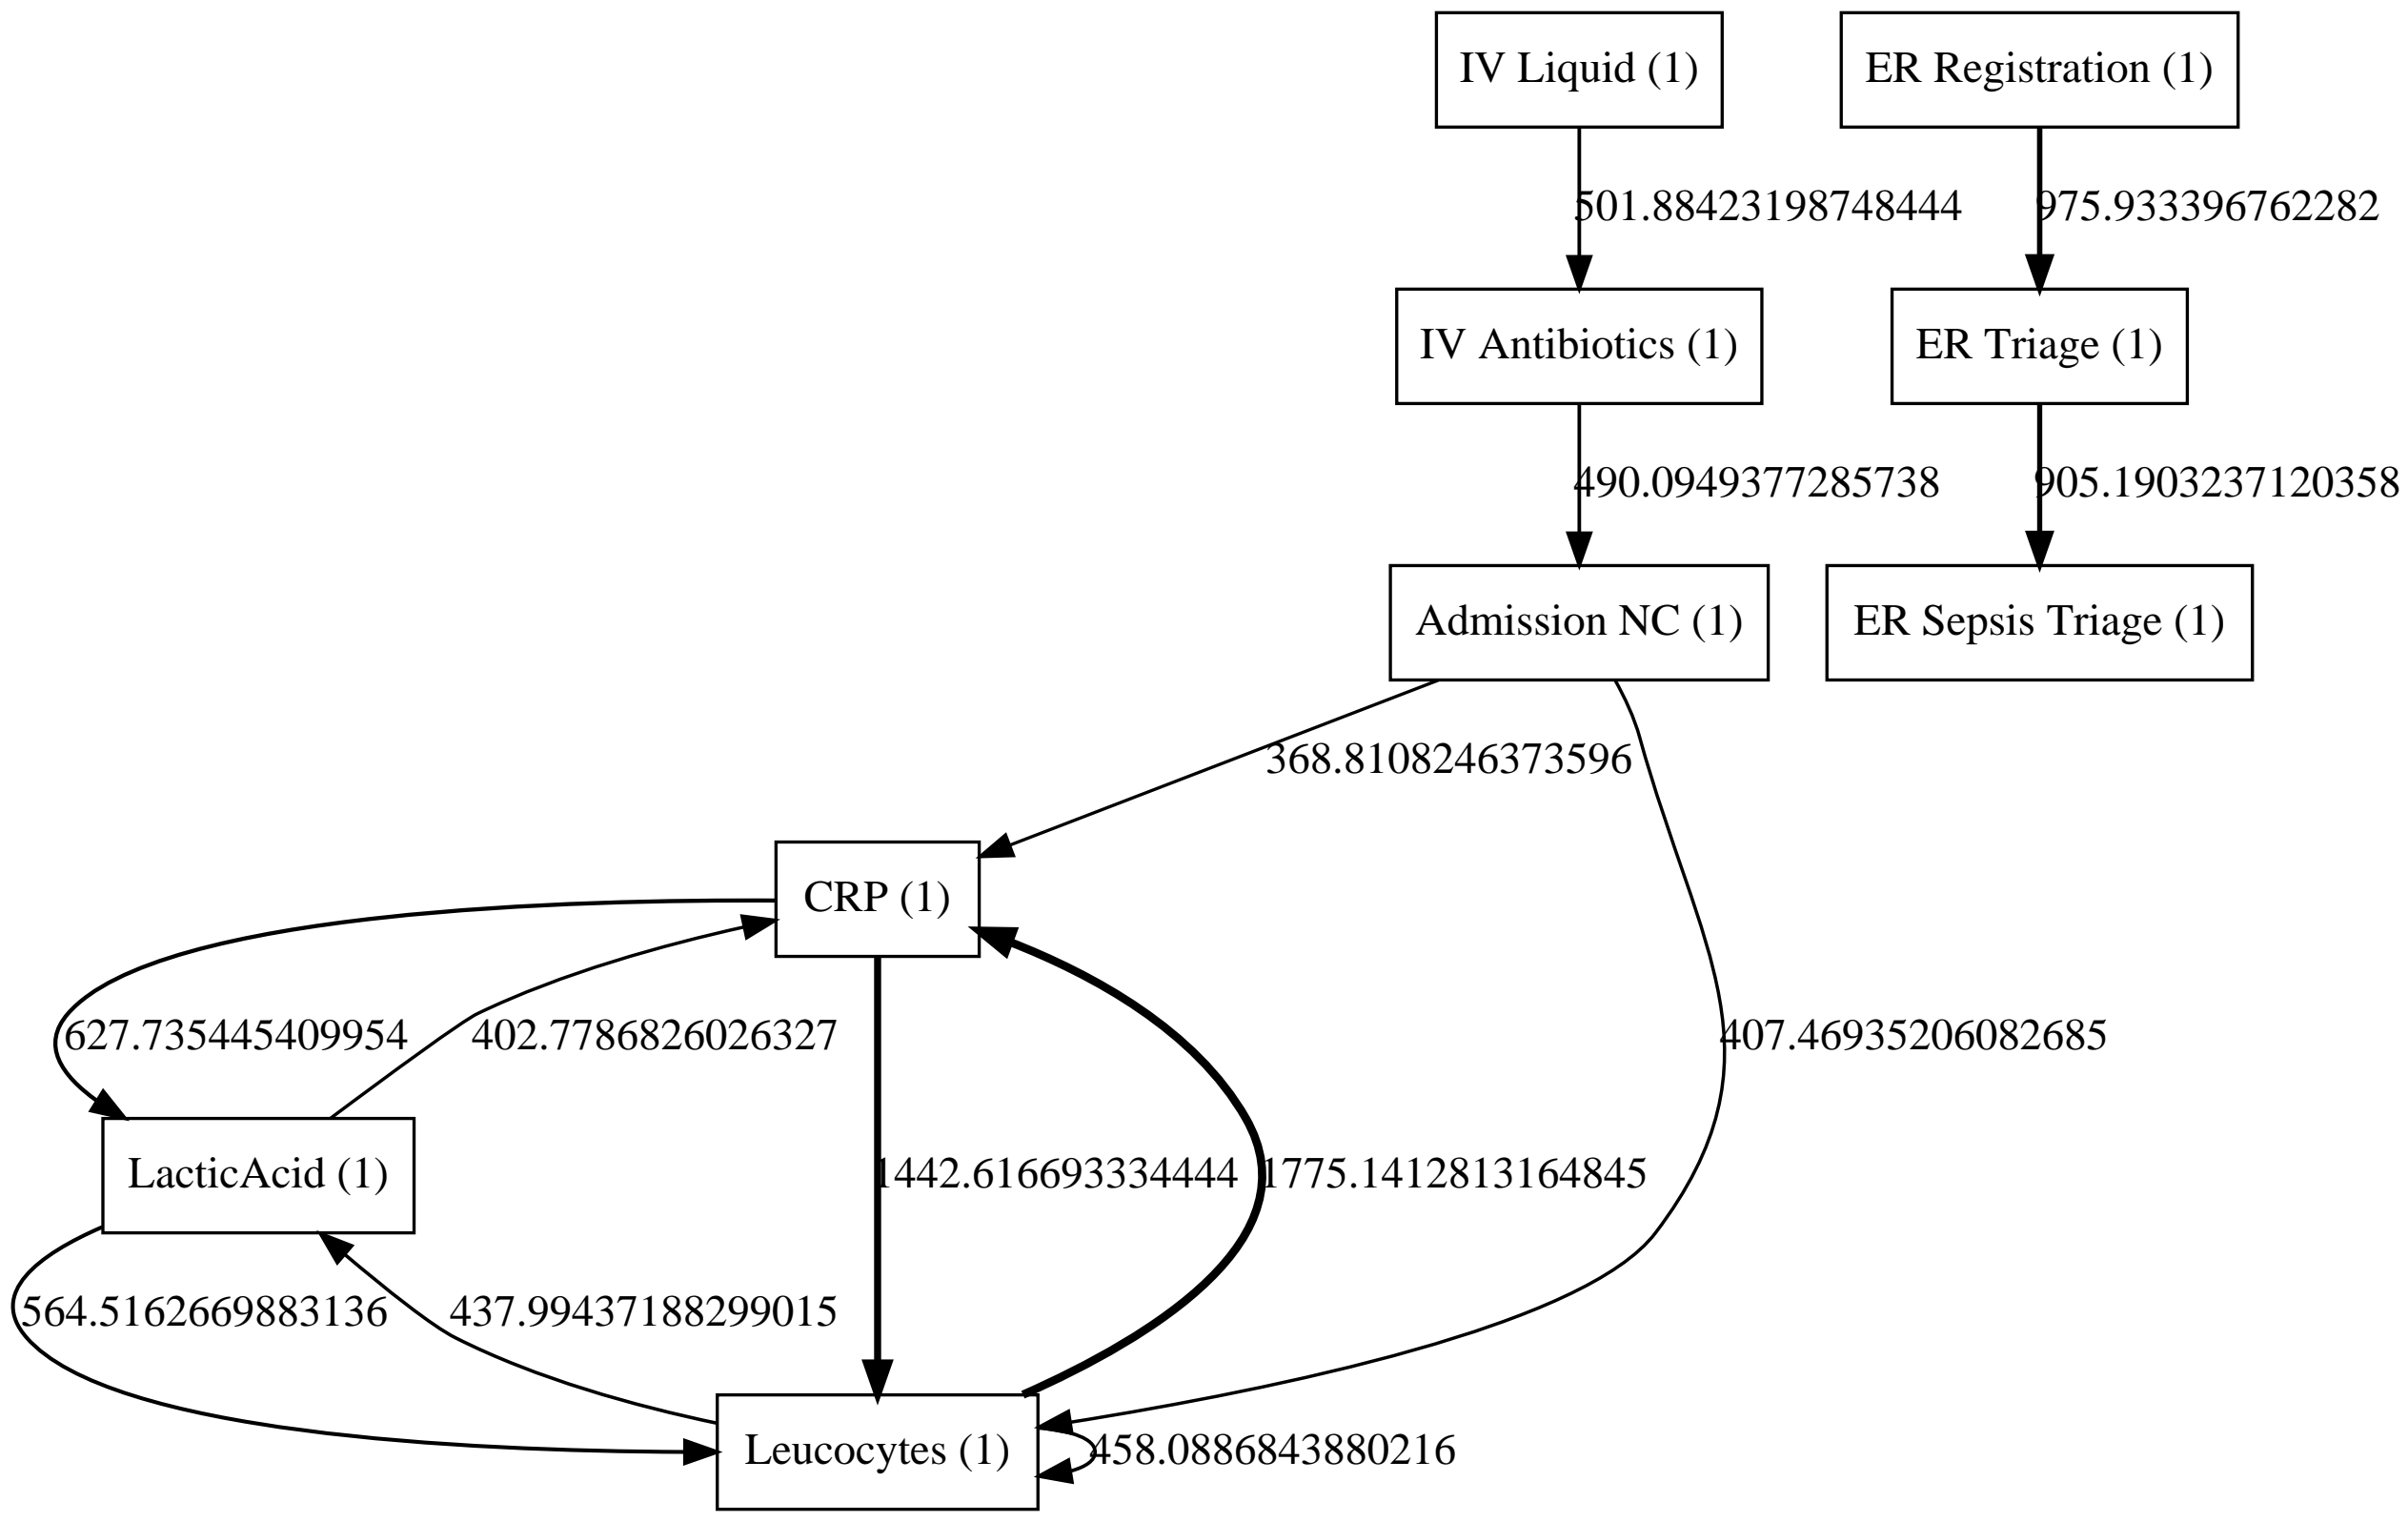 IV Liquid (1)
ER Registration (1)
501.88423198748444
975.933396762282
IV Antibiotics (1)
ER Triage (1)
490.0949377285738
905.1903237120358
Admission NC (1)
ER Sepsis Triage (1)
368.8108246373596
CRP (1)
627.735445409954
402.7786826026327
407.46935206082685
LacticAcid (1)
1442.616693334444
1775.1412813164845
564.5162669883136
437.99437188299015
Leucocytes (1)
458.0886843880216